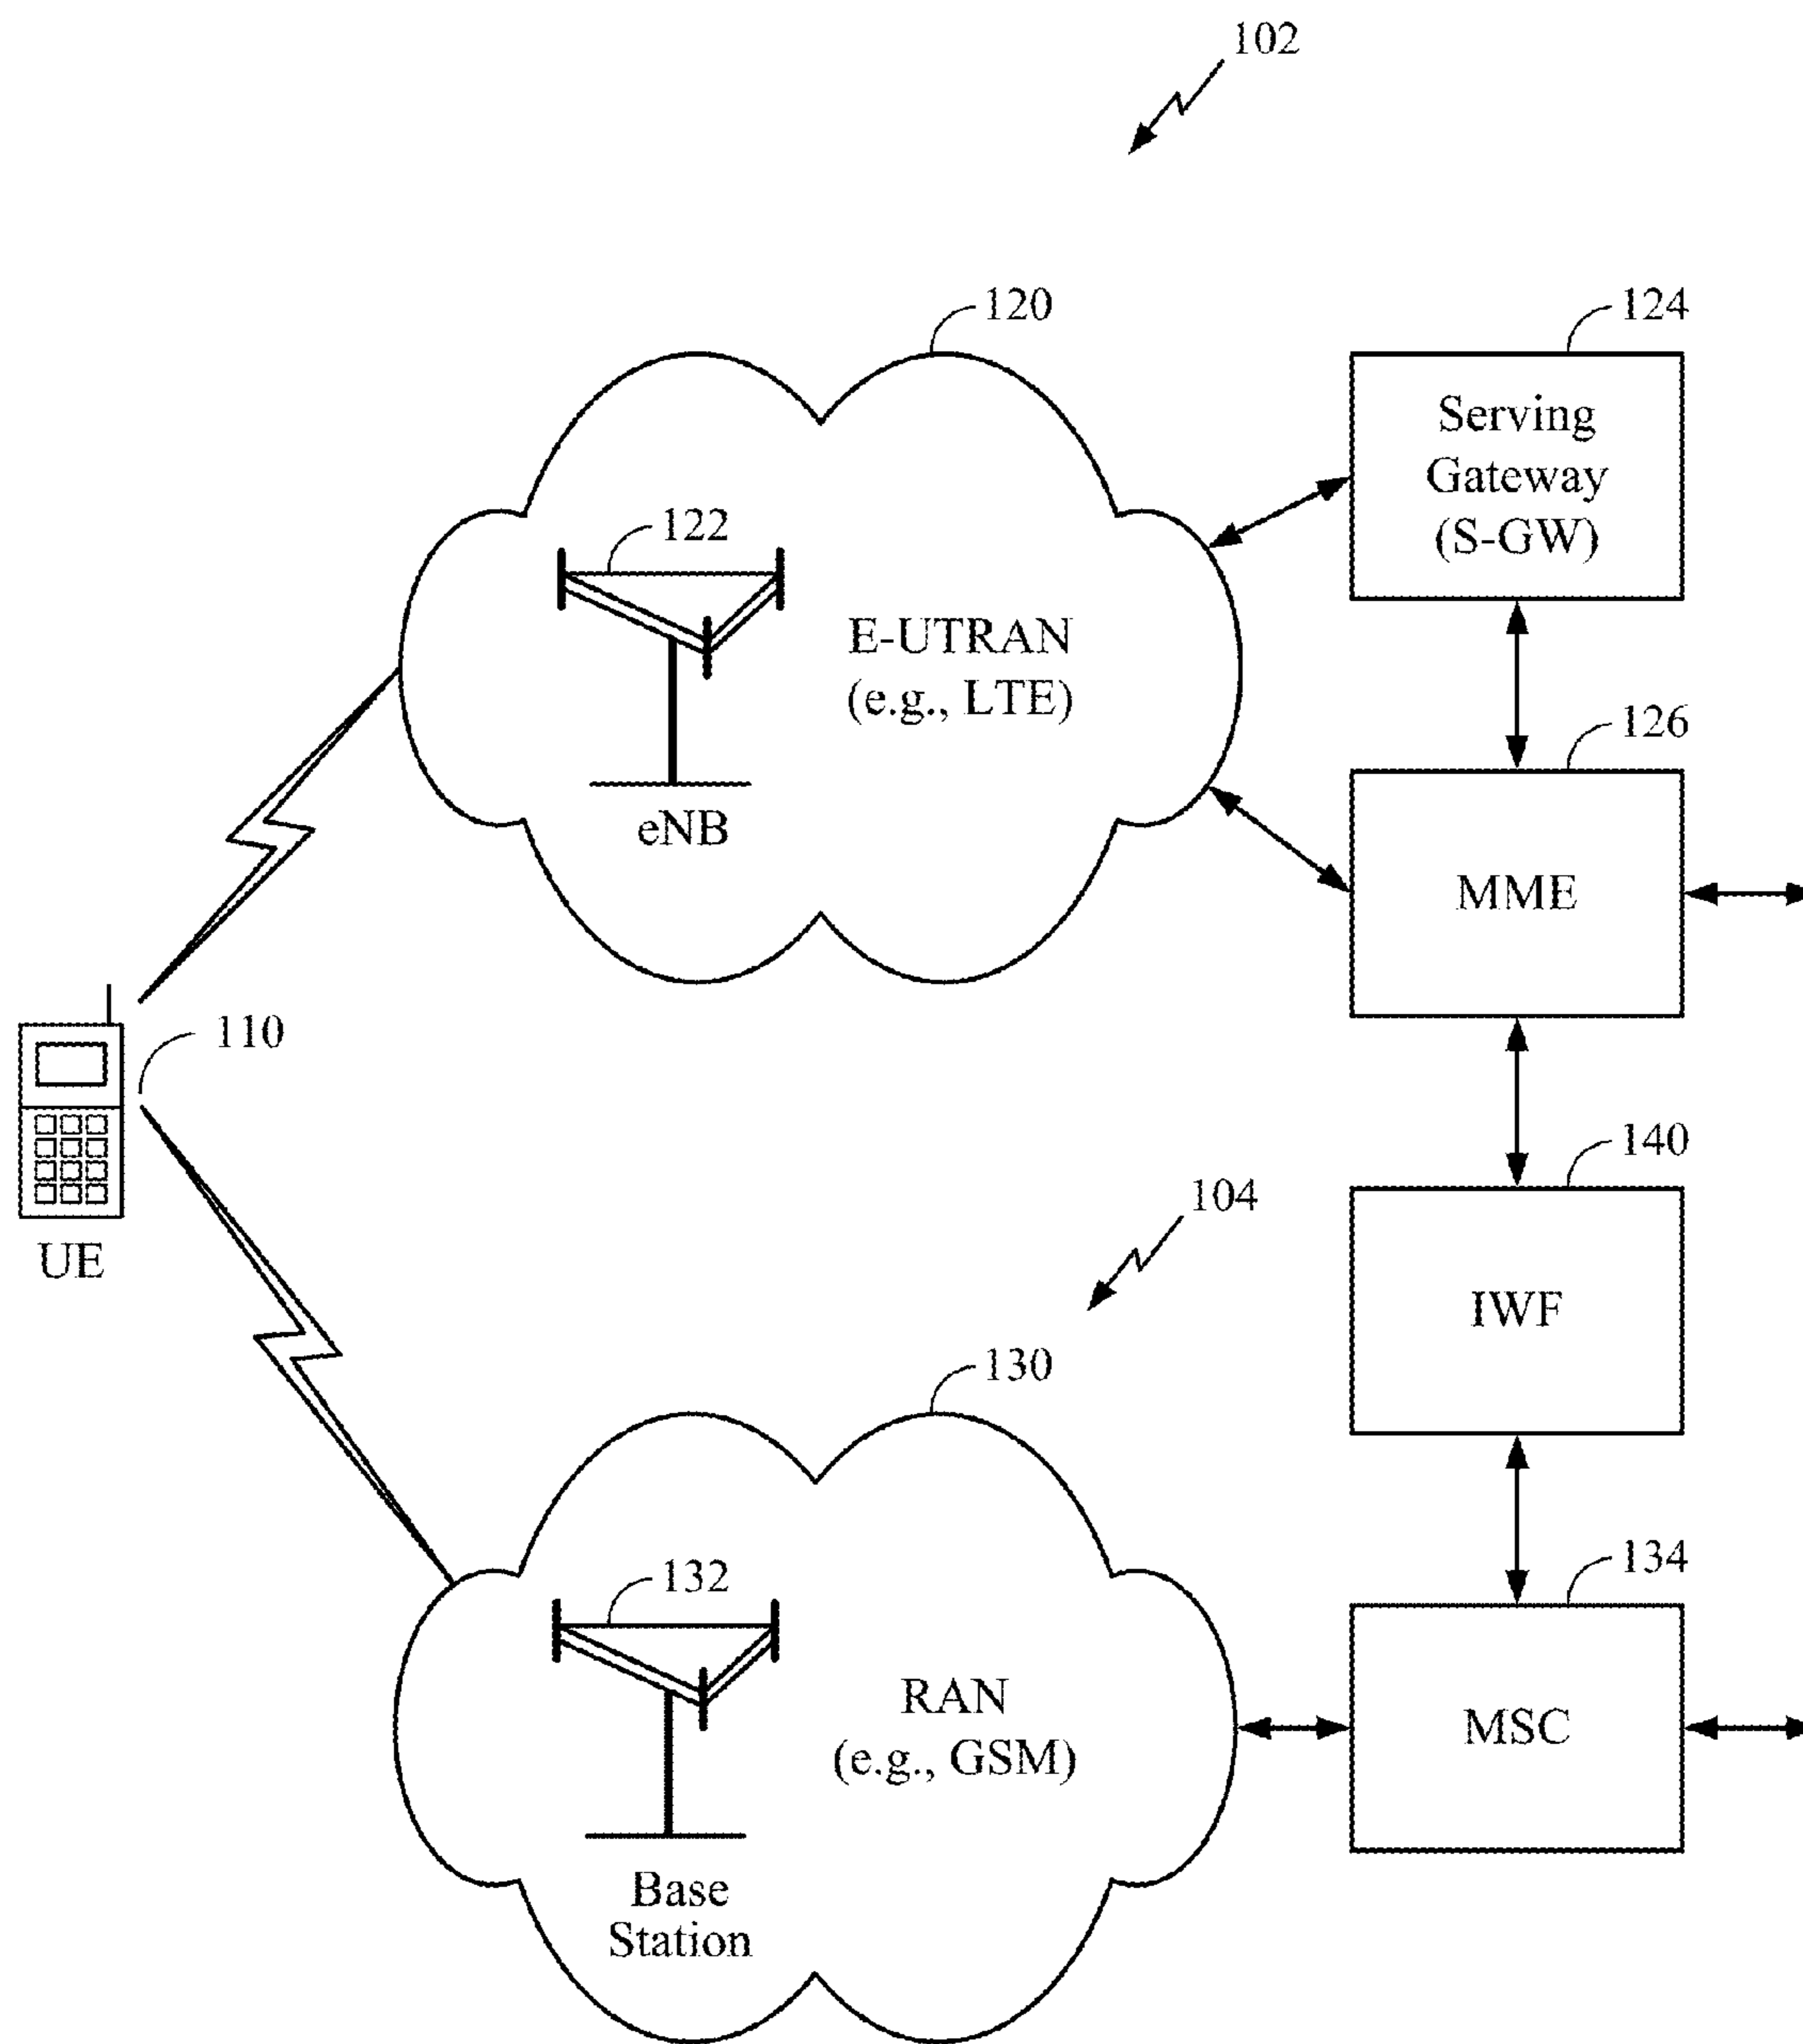 102
120
124
Serving
Gateway
(S-GW)
122
E-UTRAN
(e.g., LTE)
eNB
126
MME
110
UE
140
IWF
104
130
134
MSC
132
RAN
(e.g., GSM)
Base
Station